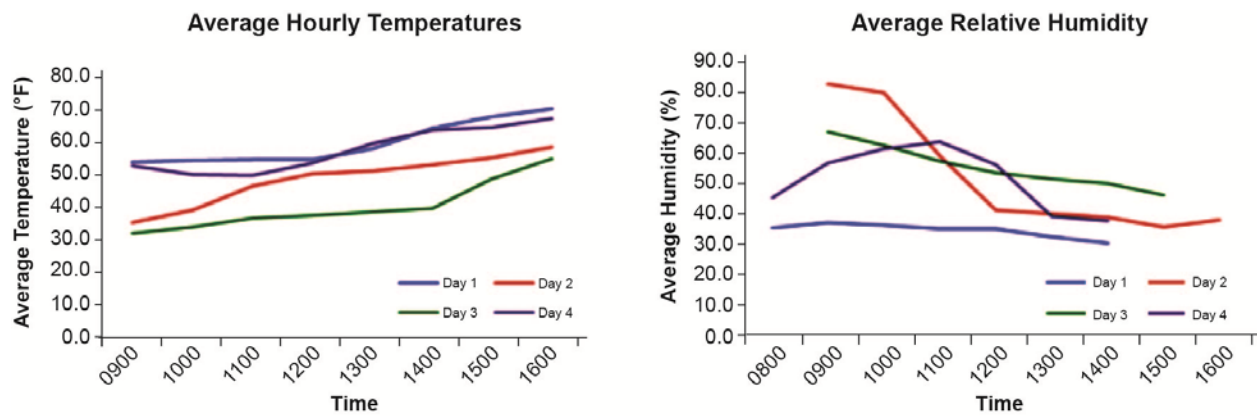 Average Hourly Temperatures
Average Temperature (°F)
80.0
70.0
60.0
50.0
40.0
30.0
20.0
10.0
0.0
0900
1000
1100
1200
1300
1400
1500
1600
Time
Day 1
Day 2
Day 3
Day 4
Average Relative Humidity
Average Humidity (%)
90.0
80.0
70.0
60.0
50.0
40.0
30.0
20.0
10.0
0.0
0800
0900
1000
1100
1200
1300
1400
1500
1600
Time
Day 1
Day 2
Day 3
Day 4